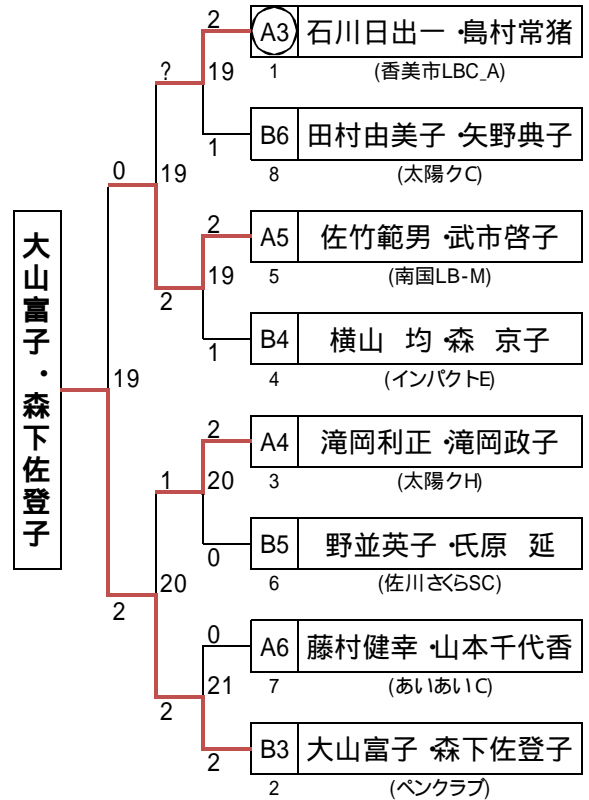 2
A3 石川日出一・島村常猪
? 19 1 (香美市LBC_A)
B6 田村由美子・矢野典子
1
0 19 8 (太陽クC)
2
A5 佐竹範男・武市啓子
19 5 (南国LB-M)
2
B4 横山 均・森 京子
1
4 (インパクトE)
大山富子・森下佐登子
19
2
A4 滝岡利正・滝岡政子
1 20 3 (太陽クH)
B5 野並英子・氏原 延
0
20 6 (佐川さくらSC)
2
0
A6 藤村健幸・山本千代香
21 7 (あいあいC)
2
B3 大山富子・森下佐登子
2
2 (ペンクラブ)